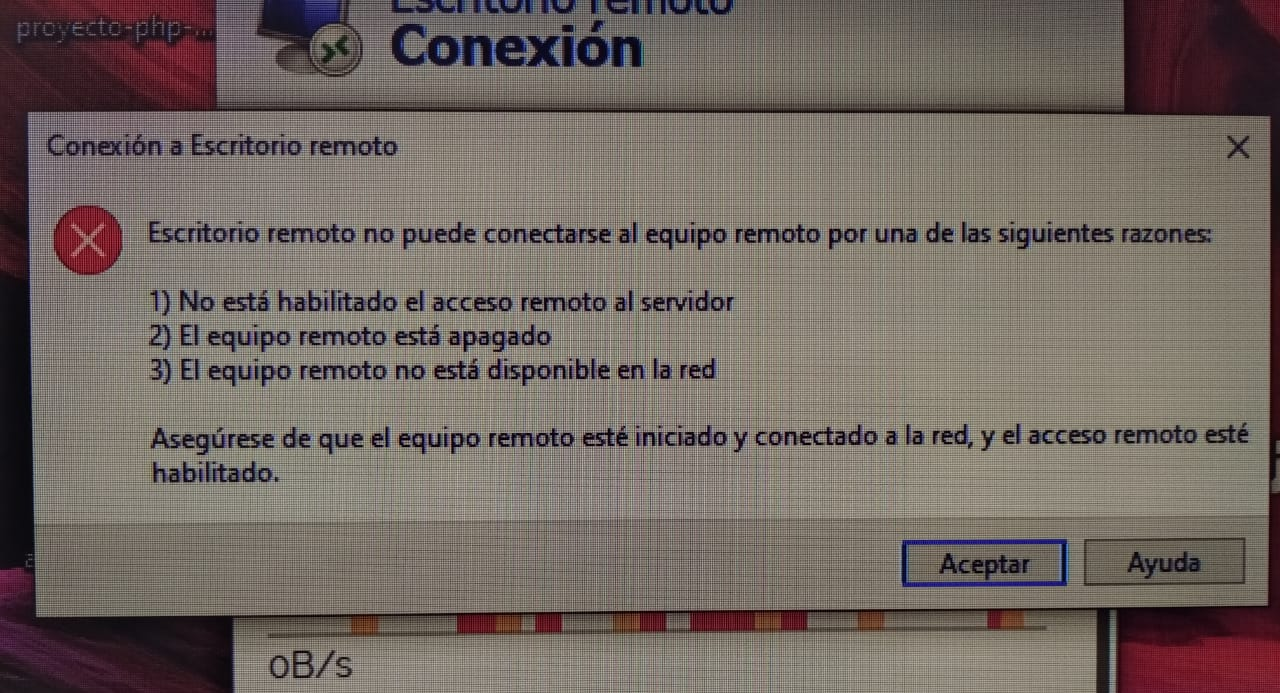 proyecto-php-...
Escritorio remoto
Conexión
Conexión a Escritorio remoto
Escritorio remoto no puede conectarse al equipo remoto por una de las siguientes razones:
1) No está habilitado el acceso remoto al servidor
2) El equipo remoto está apagado
3) El equipo remoto no está disponible en la red
Asegúrese de que el equipo remoto esté iniciado y conectado a la red, y el acceso remoto esté
habilitado.
Aceptar
Ayuda
0B/s